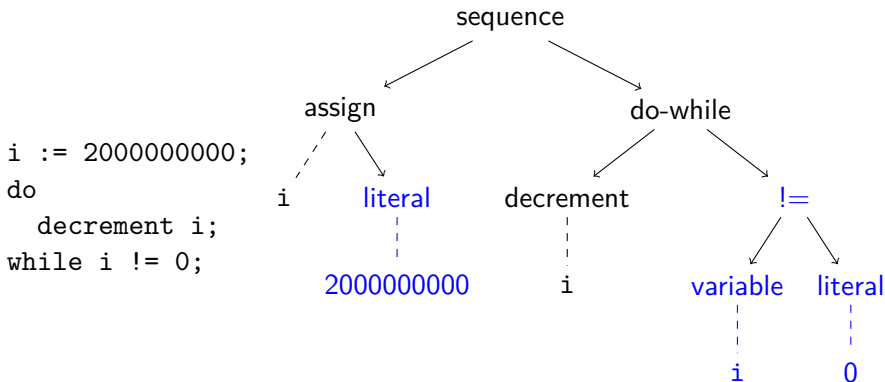 sequence
assign do-while
i := 2000000000;
do
  decrement i;
while i != 0;
i literal decrement !=
2000000000 i variable literal
i 0